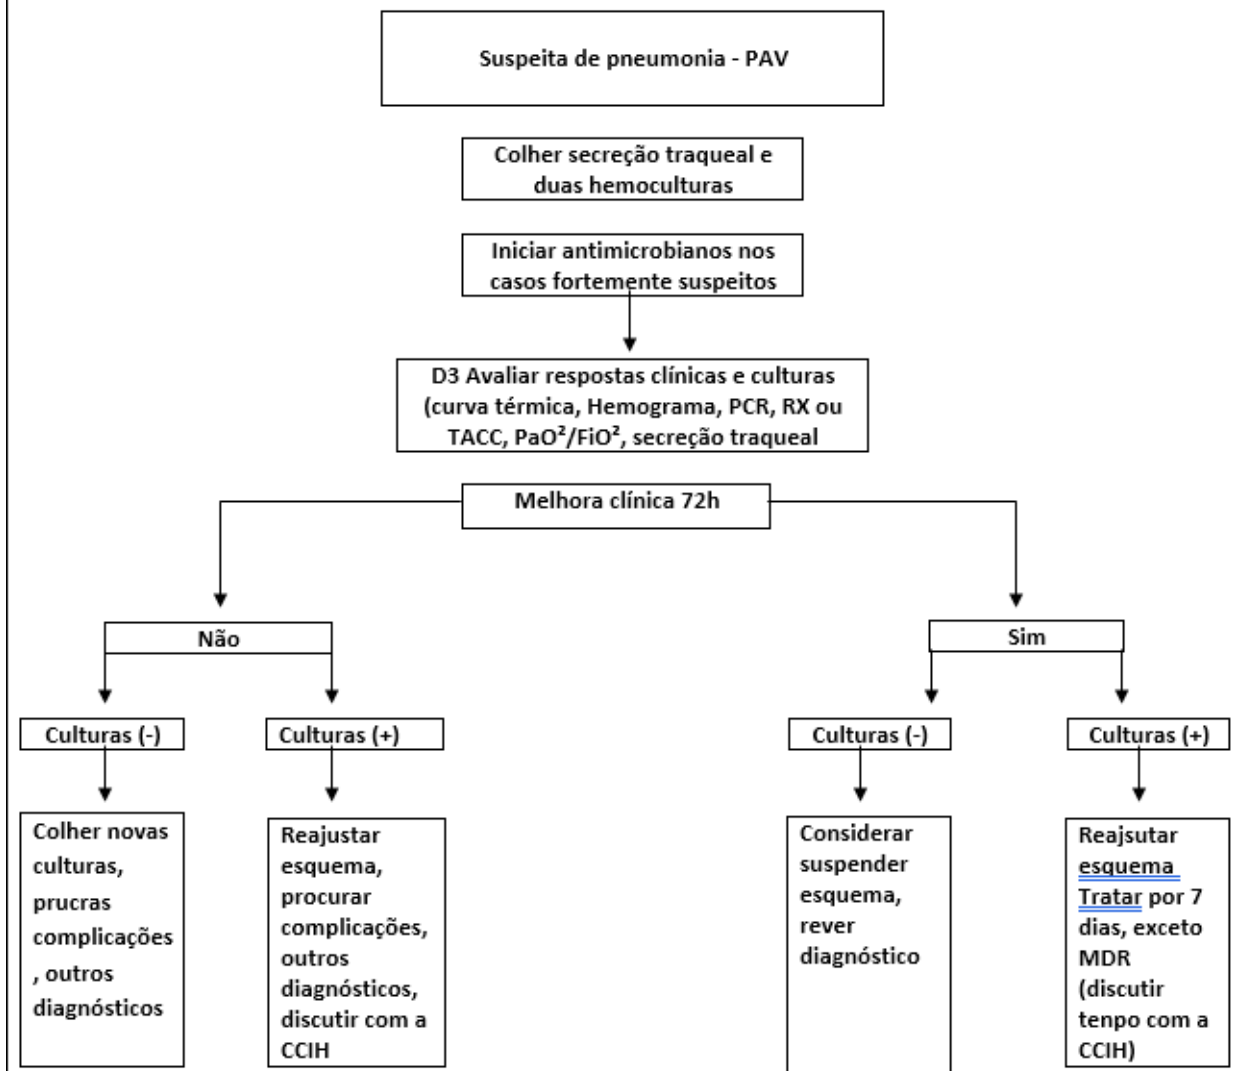 Suspeita de pneumonia - PAV
Colher secreção traqueal e
duas hemoculturas
Iniciar antimicrobianos nos
casos fortemente suspeitos
D3 Avaliar respostas clínicas e culturas
(curva térmica, Hemograma, PCR, RX ou
TACC, PaO²/FiO², secreção traqueal
Melhora clínica 72h
Não
Sim
Culturas (-)
Culturas (+)
Culturas (-)
Culturas (+)
Colher novas
culturas,
prucras
complicações
, outros
diagnósticos
Reajustar
esquema,
procurar
complicações,
outros
diagnósticos,
discutir com a
CCIH
Considerar
suspender
esquema,
rever
diagnóstico
Reajsutar
esquema
Tratar por 7
dias, exceto
MDR
(discutir
tenpo com a
CCIH)